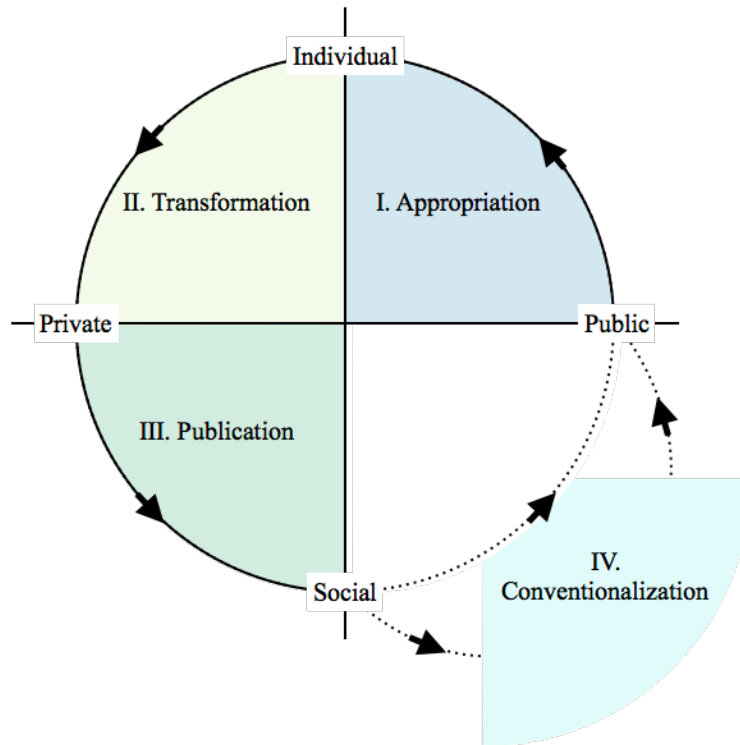 Individual
II. Transformation
I. Appropriation
Private
Public
III. Publication
IV.
Conventionalization
Social